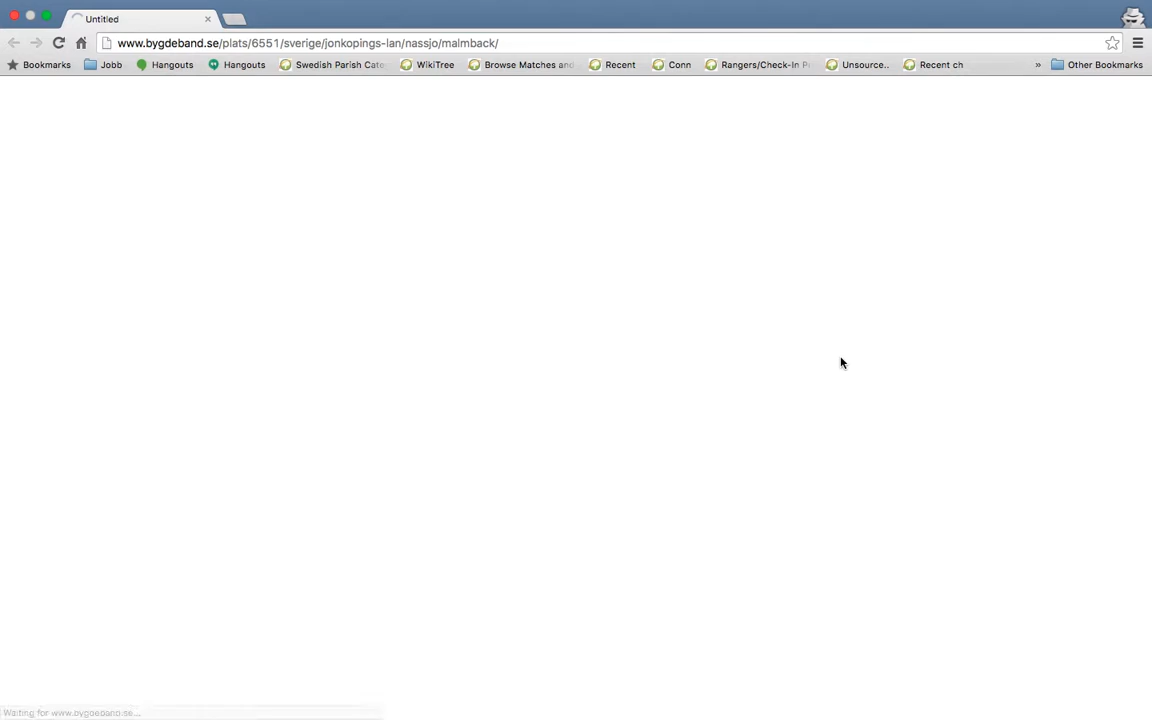 Untitled
www.bygdeband.se/plats/6551/sverige/jonkopings-lan/nassjo/malmback/
Bookmarks Jobb Hangouts Hangouts Swedish Parish Cate WikiTree Browse Matches and Recent Conn Rangers/Check-In P Unsource.. Recent ch » Other Bookmarks
Waiting for www.bygdeband.se...